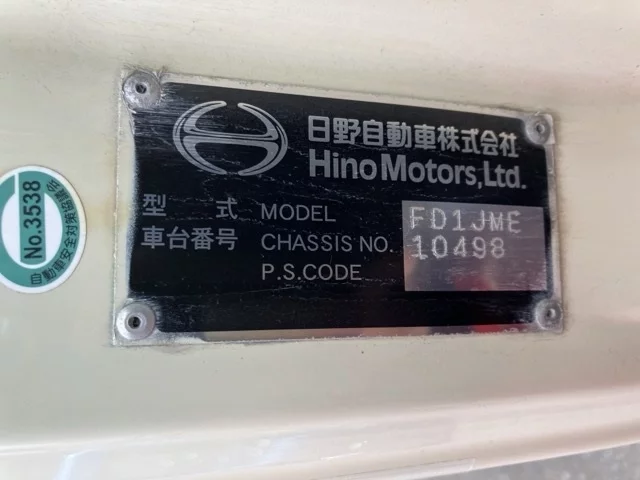 日野自動車株式会社
Hino Motors, Ltd.
型 式 MODEL FD1JME
車台番号 CHASSIS NO. 10498
P.S.CODE
No.3538